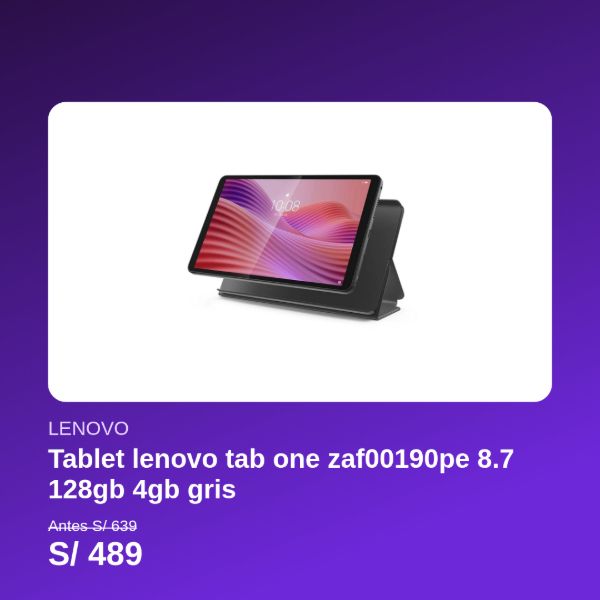 10:08
LENOVO
Tablet lenovo tab one zaf00190pe 8.7
128gb 4gb gris
Antes S/ 639
S/ 489